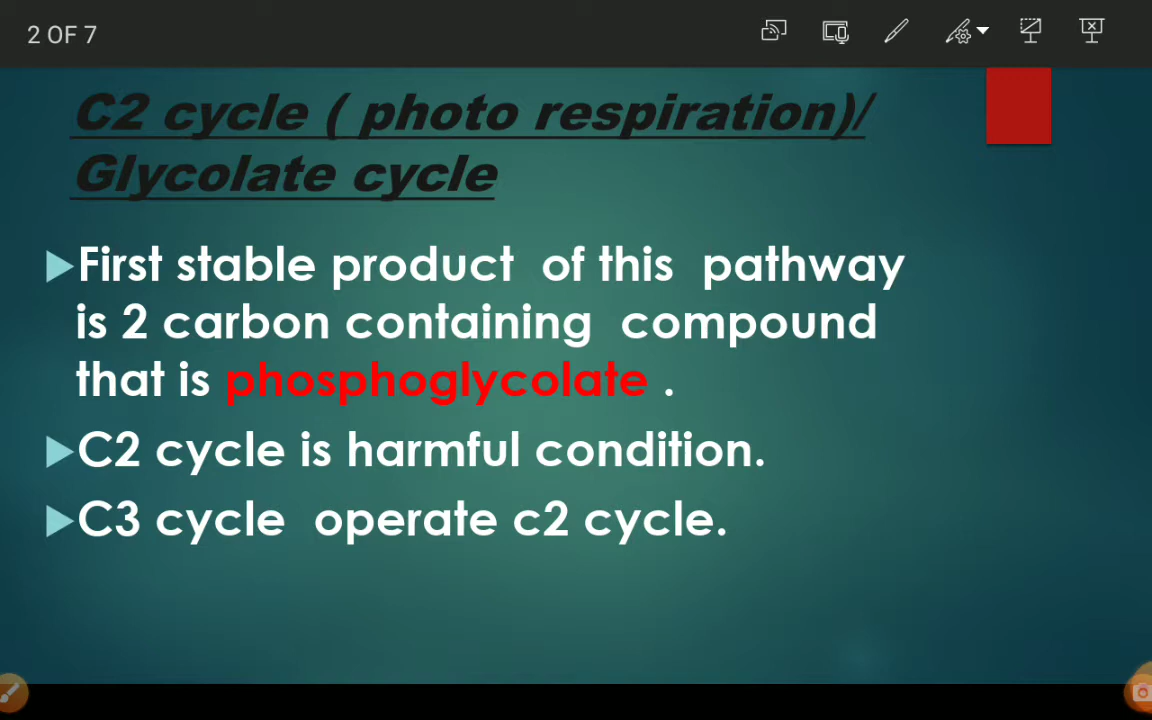 2 OF 7
C2 cycle ( photo respiration)/
Glycolate cycle
First stable product of this pathway
is 2 carbon containing compound
that is phosphoglycolate .
C2 cycle is harmful condition.
C3 cycle operate c2 cycle.